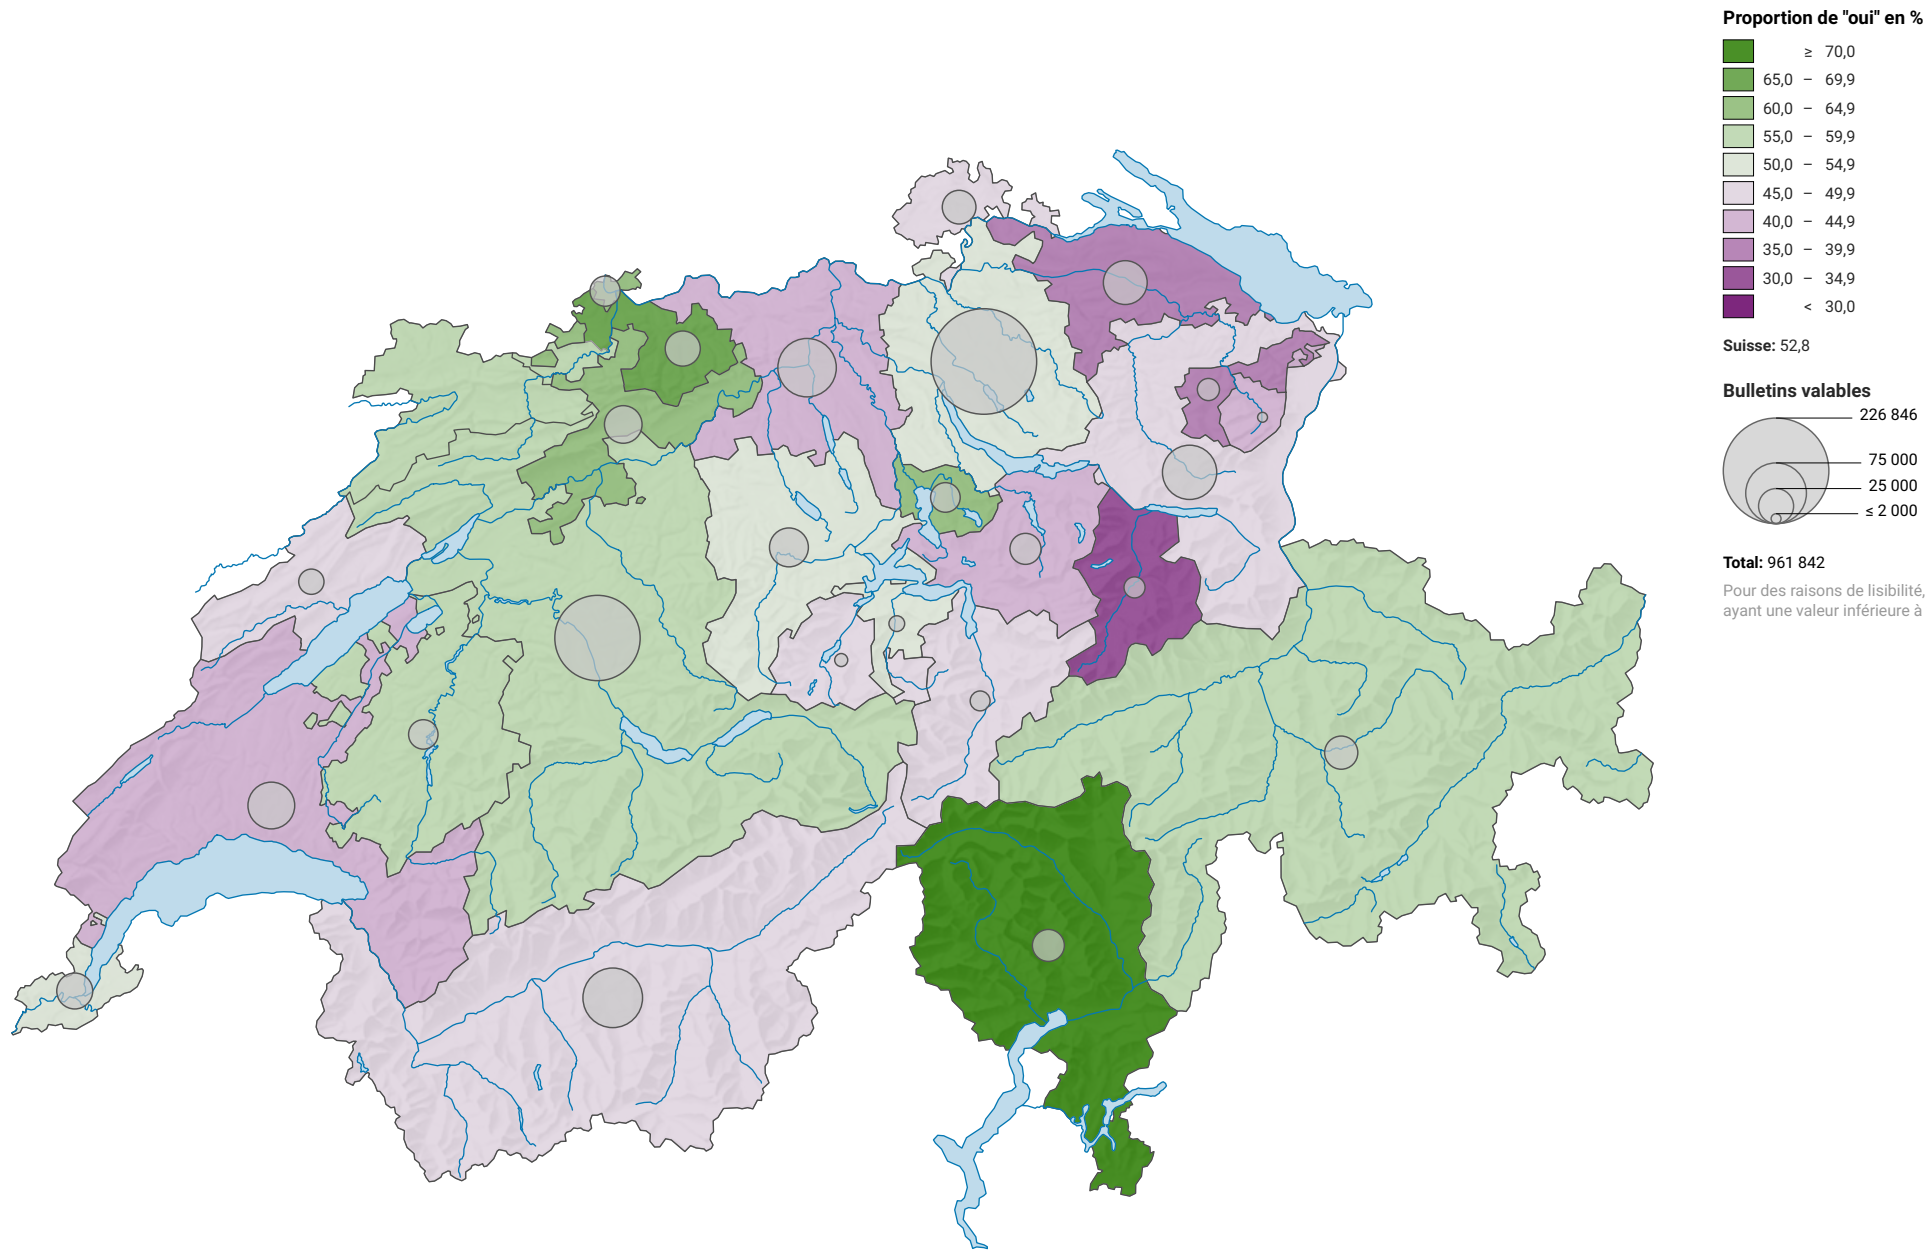 Proportion de "oui" en %
≥ 70,0
65,0 – 69,9
60,0 – 64,9
55,0 – 59,9
50,0 – 54,9
45,0 – 49,9
40,0 – 44,9
35,0 – 39,9
30,0 – 34,9
< 30,0
Suisse: 52,8
Bulletins valables
226 846
75 000
25 000
≤ 2 000
Total: 961 842
Pour des raisons de lisibilité,
ayant une valeur inférieure à